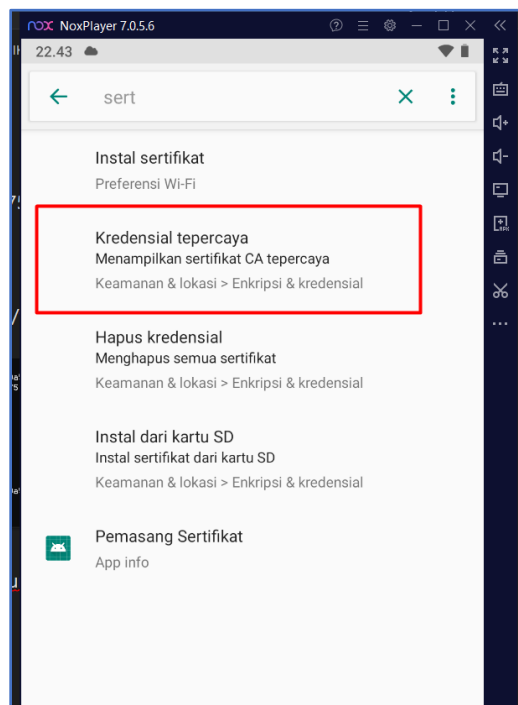 nox NoxPlayer 7.0.5.6
22.43
sert
Instal sertifikat
Preferensi Wi-Fi
Kredensial tepercaya
Menampilkan sertifikat CA tepercaya
Keamanan & lokasi > Enkripsi & kredensial
Hapus kredensial
Menghapus semua sertifikat
Keamanan & lokasi > Enkripsi & kredensial
Instal dari kartu SD
Instal sertifikat dari kartu SD
Keamanan & lokasi > Enkripsi & kredensial
Pemasang Sertifikat
App info